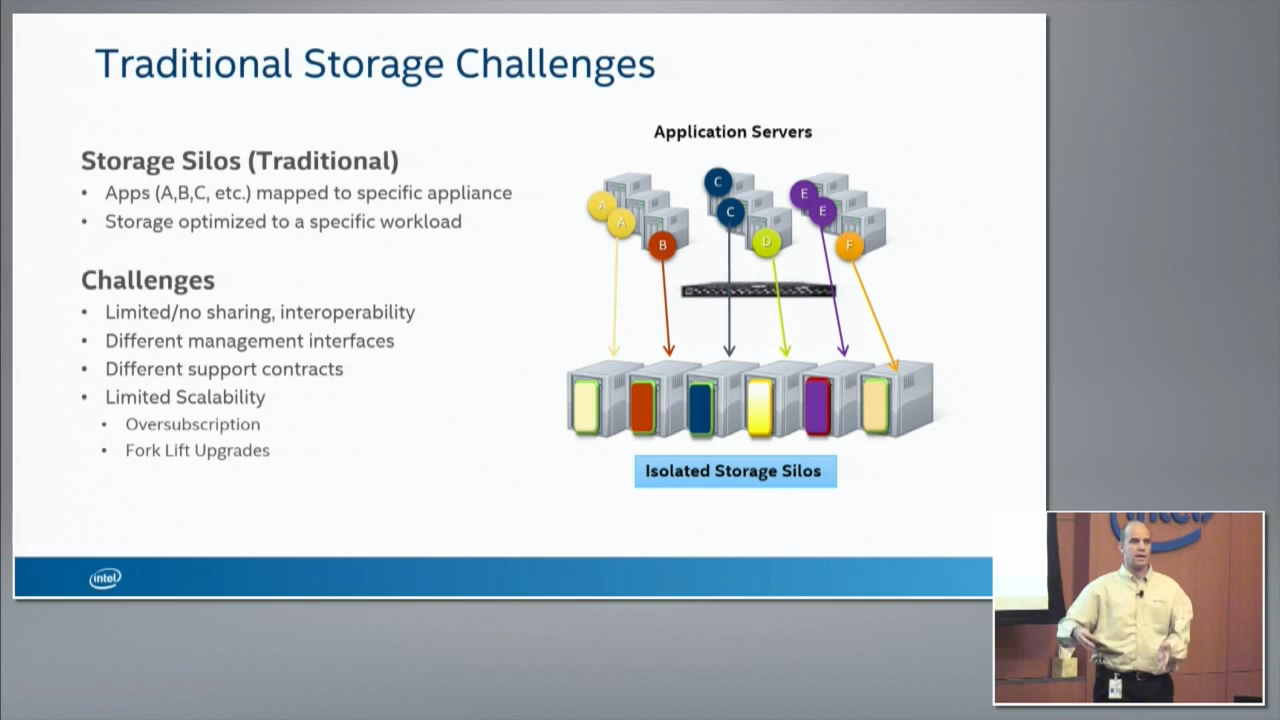 Traditional Storage Challenges
Storage Silos (Traditional)
• Apps (A,B,C, etc.) mapped to specific appliance
• Storage optimized to a specific workload
Challenges
• Limited/no sharing, interoperability
• Different management interfaces
• Different support contracts
• Limited Scalability
• Oversubscription
• Fork Lift Upgrades
Application Servers
A
A
B
C
C
D
E
E
F
Isolated Storage Silos
intel
intel